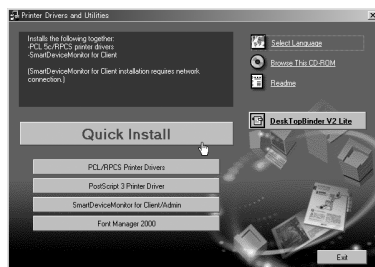 Printer Drivers and Utilities
Installs the following together:
-PCL 5c/RPCS printer drivers
-SmartDeviceMonitor for Client
(SmartDeviceMonitor for Client installation requires network
connection.)
Select Language
Browse This CD-ROM
Readme
DeskTopBinder V2 Lite
Quick Install
PCL/RPCS Printer Drivers
PostScript 3 Printer Driver
SmartDeviceMonitor for Client/Admin
Font Manager 2000
Exit